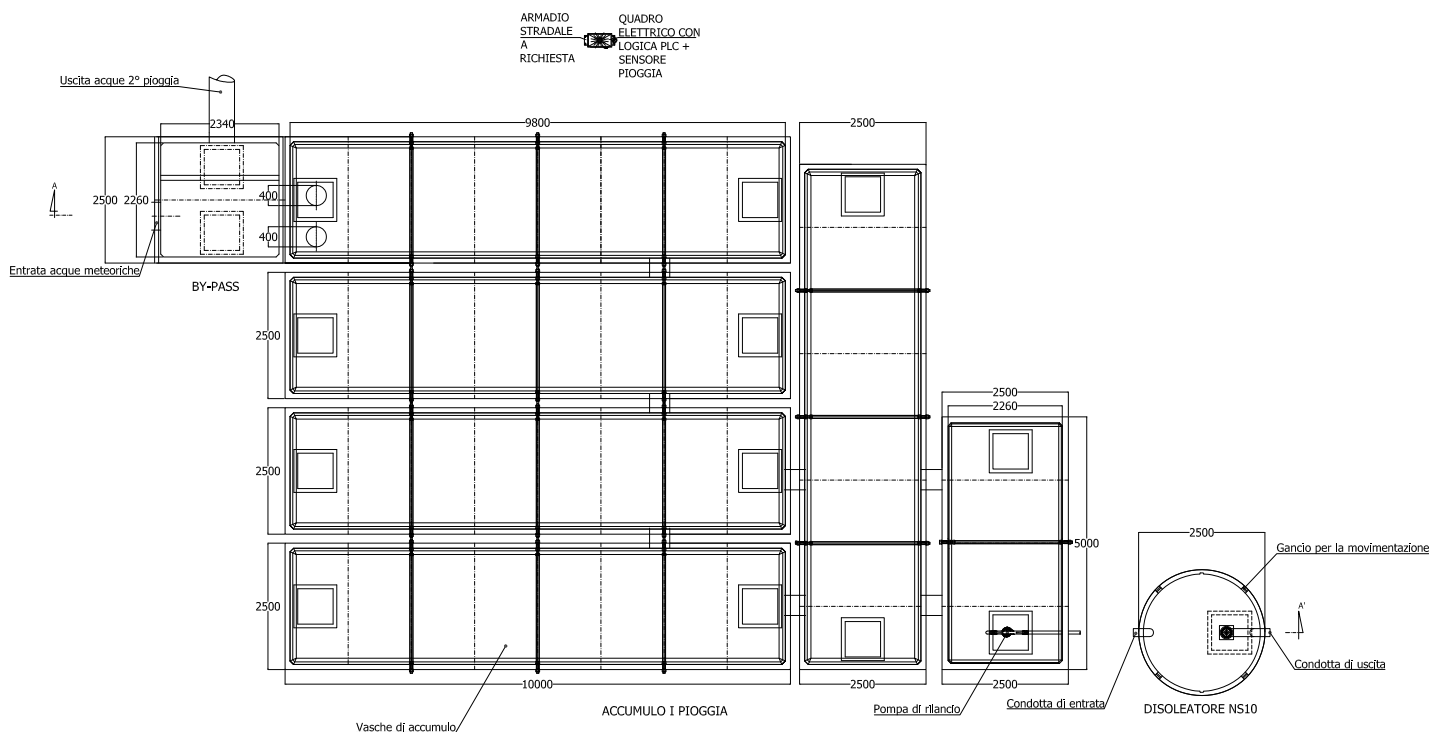 ARMADIO
STRADALE
A
RICHIESTA
QUADRO
ELETTRICO CON
LOGICA PLC +
SENSORE
PIOGGIA
Uscita acque 2° pioggia
2340
9800
2500
A
2500
2260
400
400
Entrata acque meteoriche
BY-PASS
2500
2500
2260
2500
5000
2500
Gancio per la movimentazione
2500
A'
Condotta di uscita
10000
2500
2500
Condotta di entrata
Pompa di rilancio
ACCUMULO I PIOGGIA
DISOLEATORE NS10
Vasche di accumulo
2500